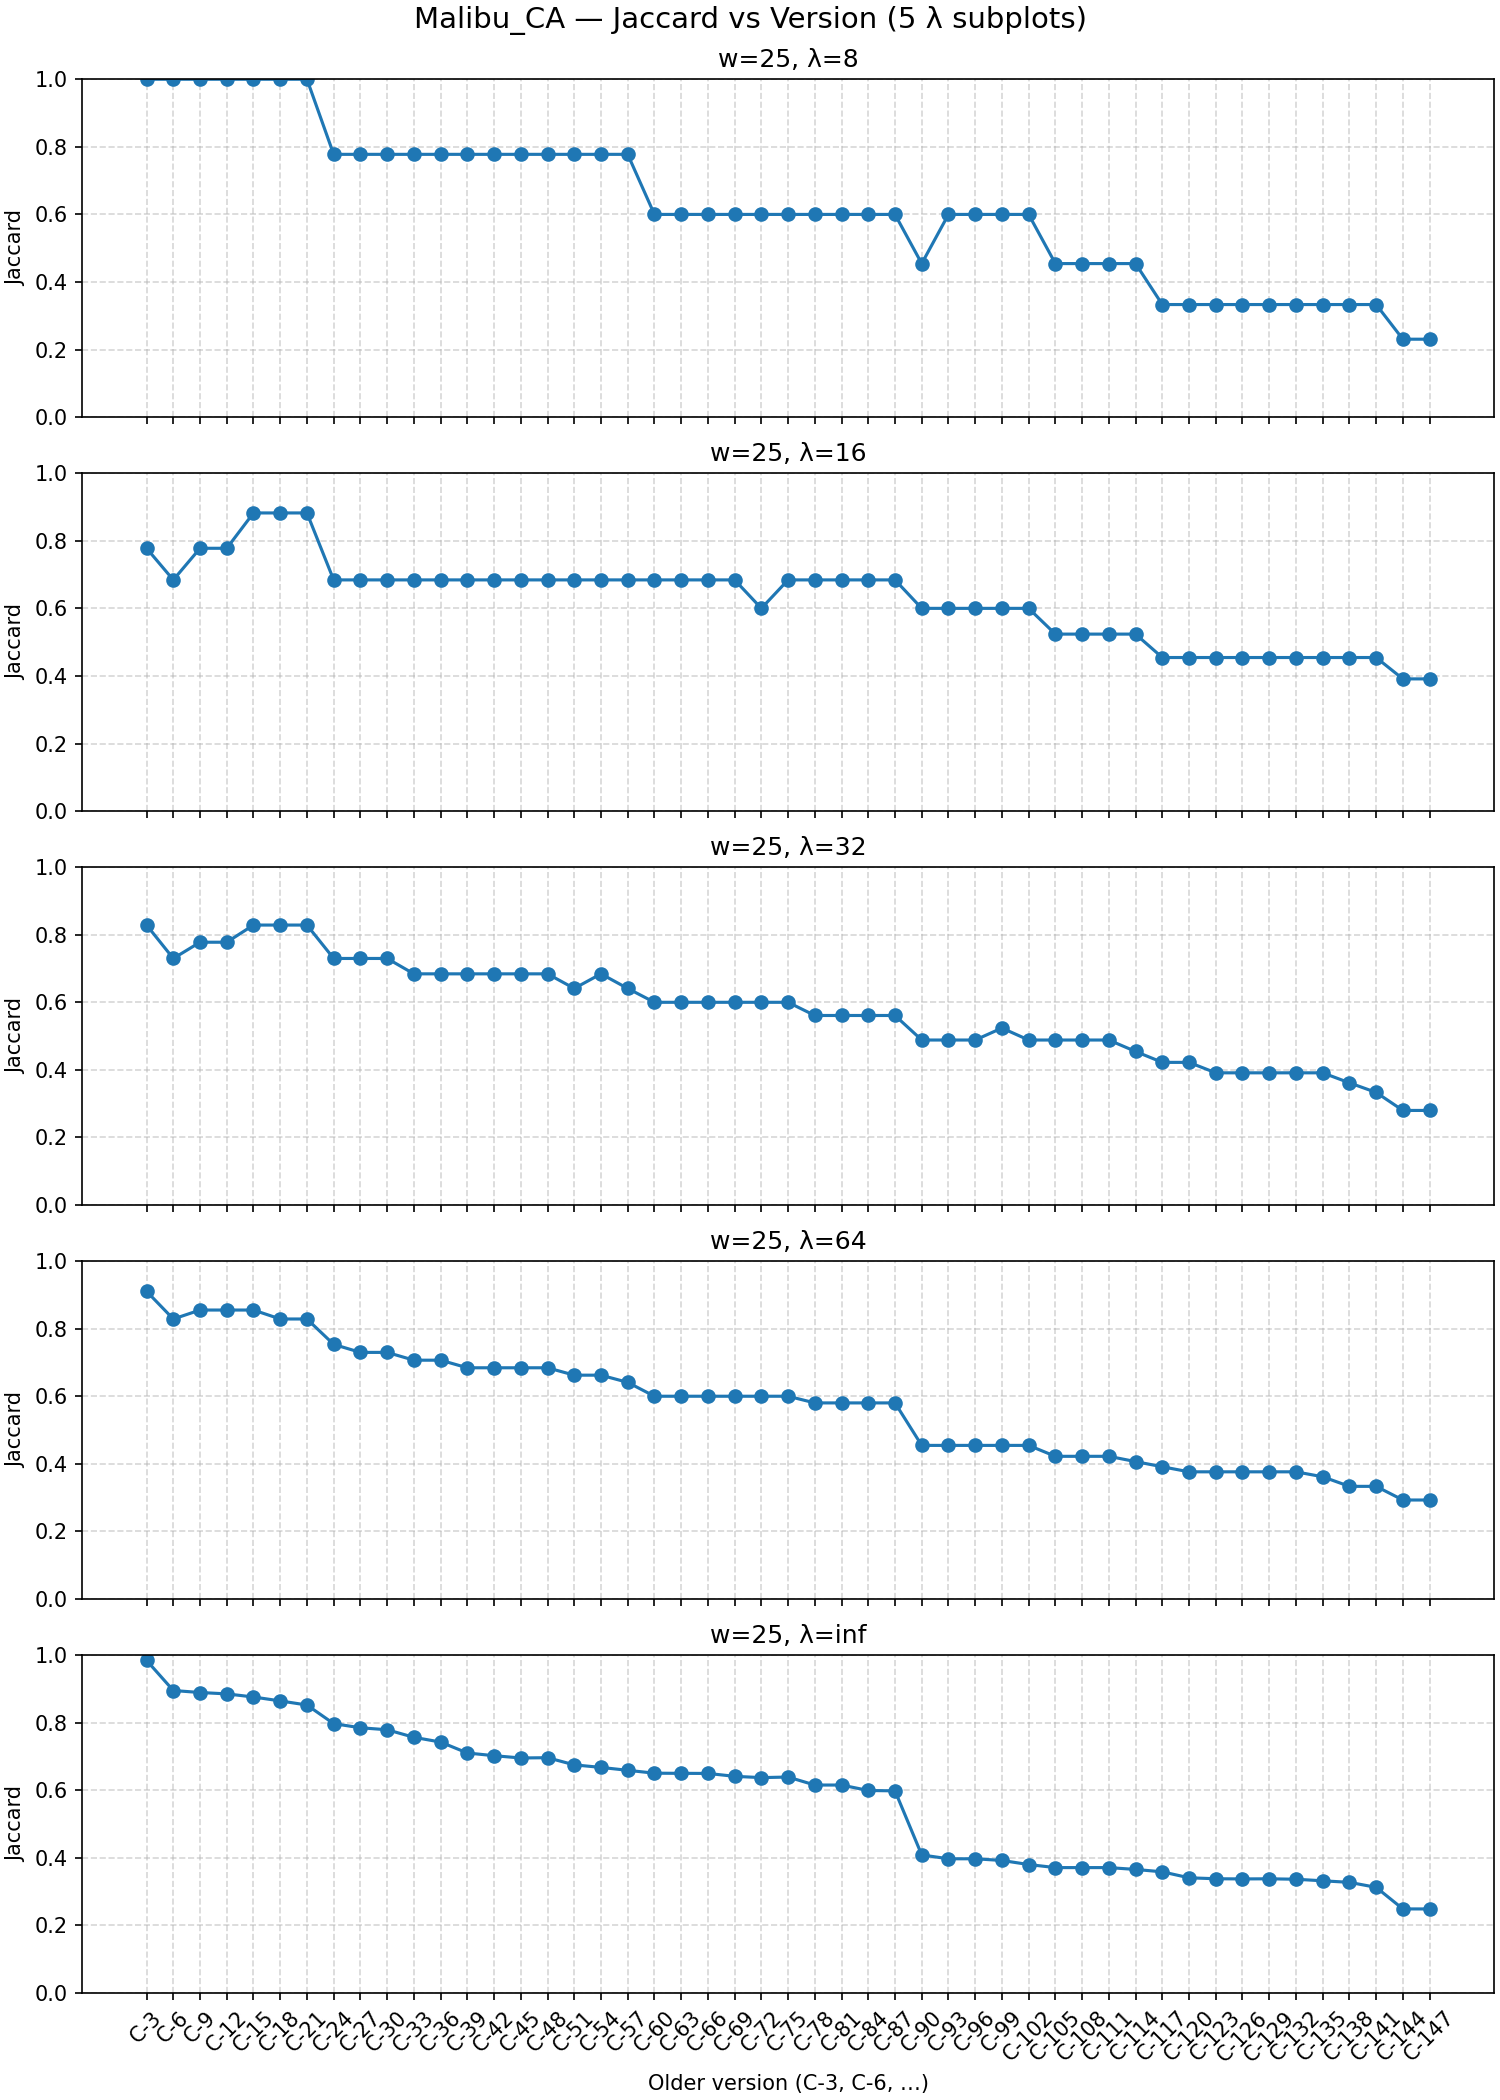 Malibu_CA — Jaccard vs Version (5 λ subplots)
w=25, λ=8
1.0
0.8
0.6
0.4
0.2
0.0
Jaccard
w=25, λ=16
1.0
0.8
0.6
0.4
0.2
0.0
Jaccard
w=25, λ=32
1.0
0.8
0.6
0.4
0.2
0.0
Jaccard
w=25, λ=64
1.0
0.8
0.6
0.4
0.2
0.0
Jaccard
w=25, λ=inf
1.0
0.8
0.6
0.4
0.2
0.0
Jaccard
C-3
C-6
C-9
C-12
C-15
C-18
C-21
C-24
C-27
C-30
C-33
C-36
C-39
C-42
C-45
C-48
C-51
C-54
C-57
C-60
C-63
C-66
C-69
C-72
C-75
C-78
C-81
C-84
C-87
C-90
C-93
C-96
C-99
C-102
C-105
C-108
C-111
C-114
C-117
C-120
C-123
C-126
C-129
C-132
C-135
C-138
C-141
C-144
C-147
Older version (C-3, C-6, ...)